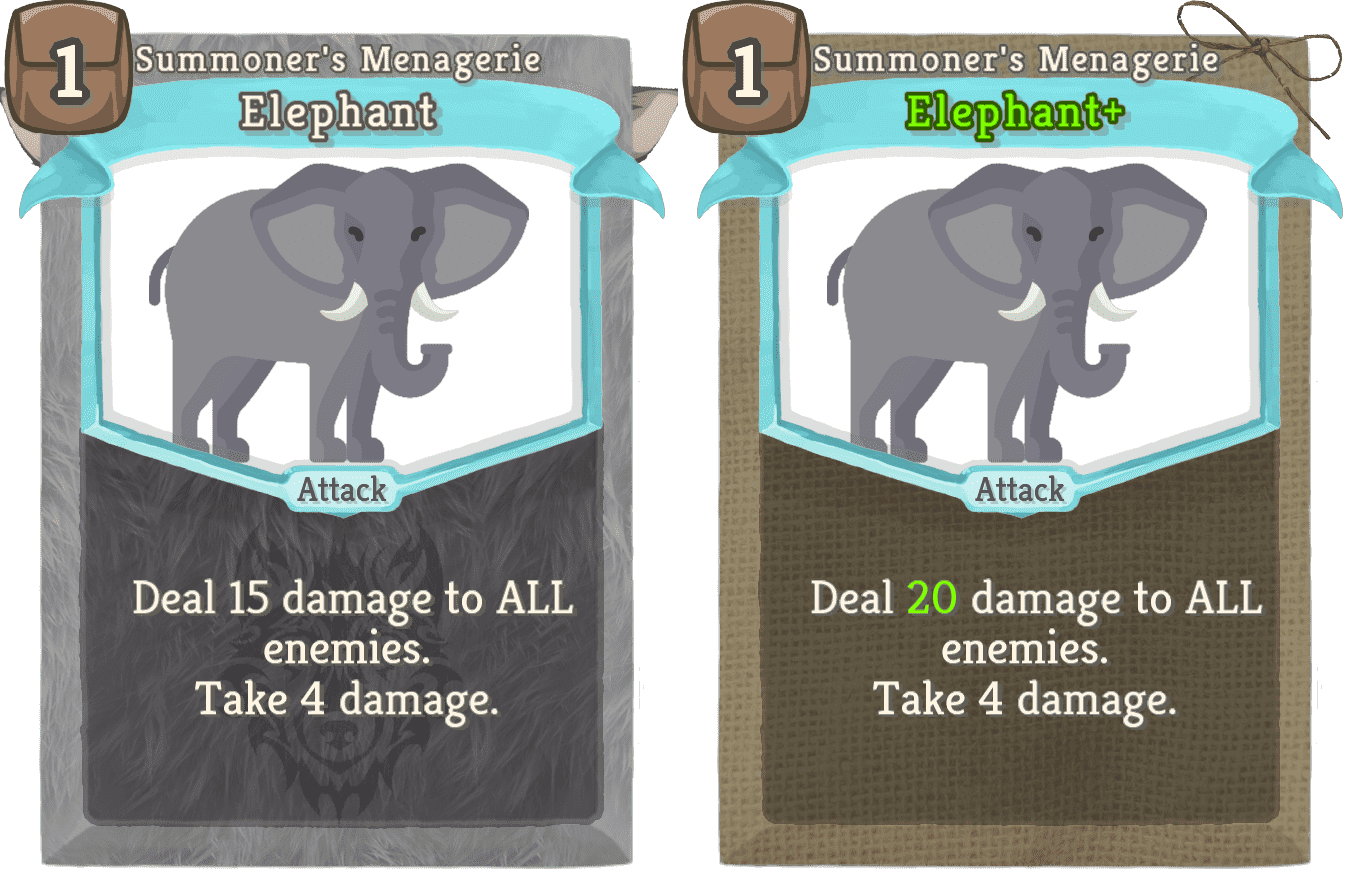 1
Summoner's Menagerie
Elephant
Attack
Deal 15 damage to ALL
enemies.
Take 4 damage.
1
Summoner's Menagerie
Elephant+
Attack
Deal 20 damage to ALL
enemies.
Take 4 damage.